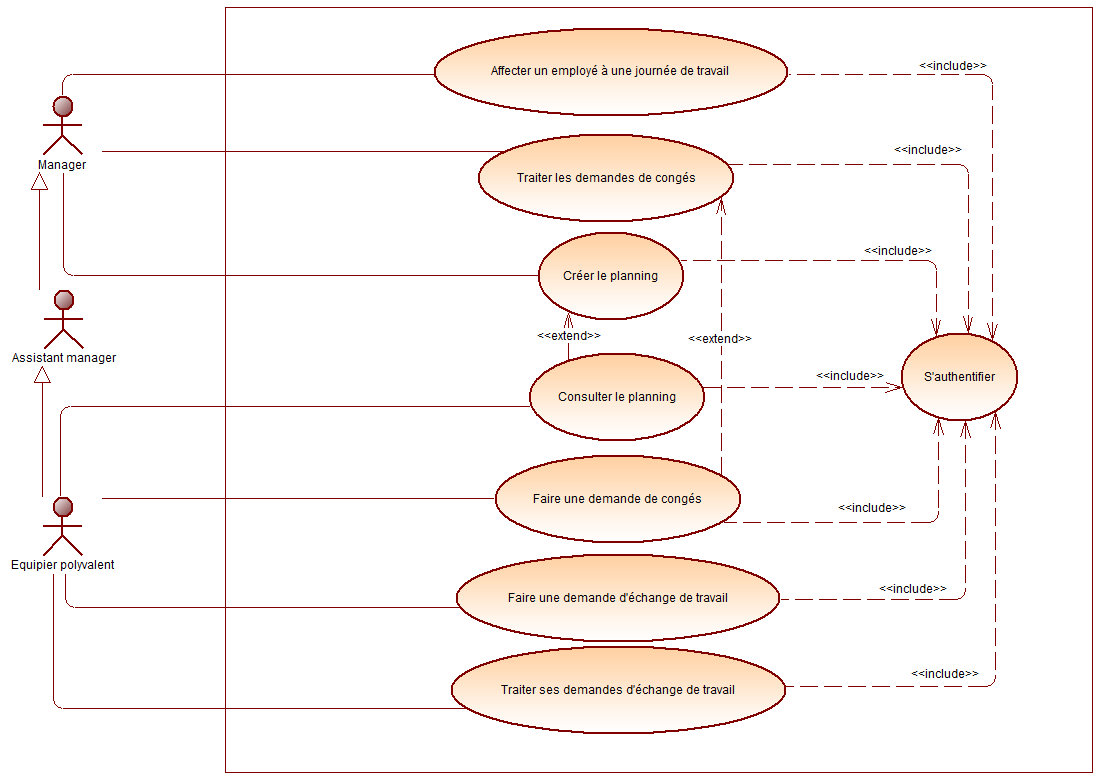 Affecter un employé à une journée de travail
<<include>>
Manager
Traiter les demandes de congés
<<include>>
Créer le planning
<<include>>
<<extend>>
<<extend>>
Assistant manager
Consulter le planning
<<include>>
S'authentifier
Faire une demande de congés
<<include>>
Equipier polyvalent
Faire une demande d'échange de travail
<<include>>
Traiter ses demandes d'échange de travail
<<include>>